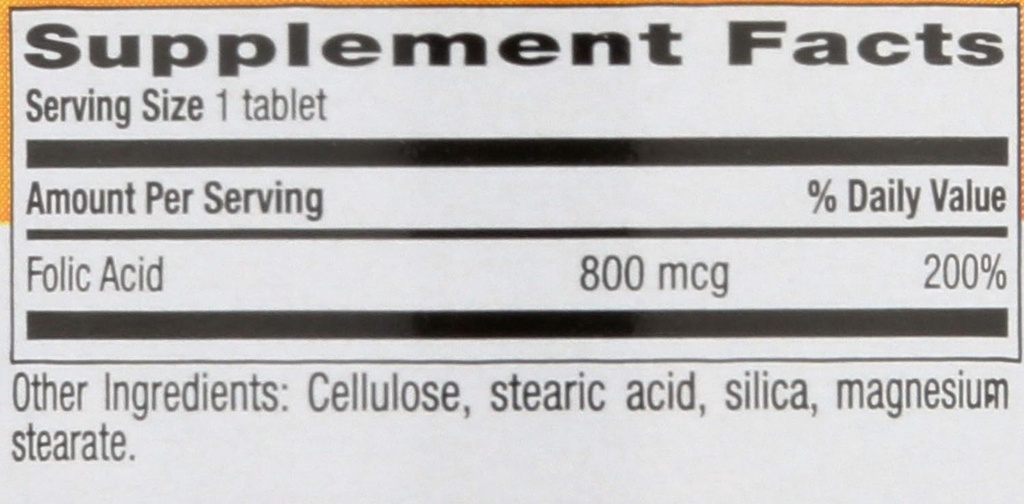 Supplement Facts
Serving Size 1 tablet
Amount Per Serving % Daily Value
Folic Acid 800 mcg 200%
Other Ingredients: Cellulose, stearic acid, silica, magnesium
stearate.